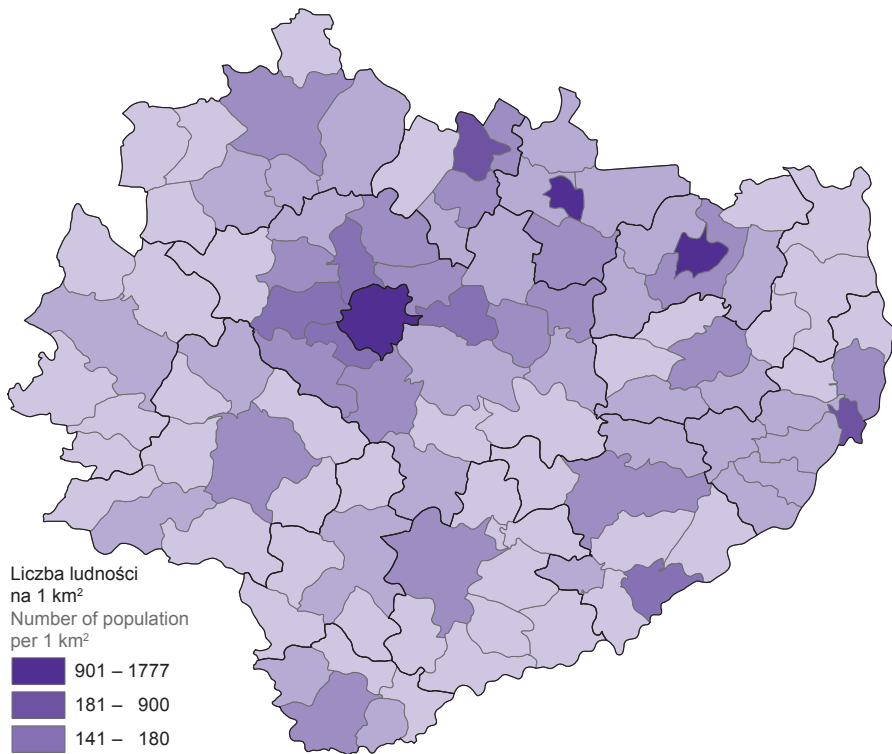 Liczba ludności
na 1 km²
Number of population
per 1 km²
901 – 1777
181 – 900
141 – 180